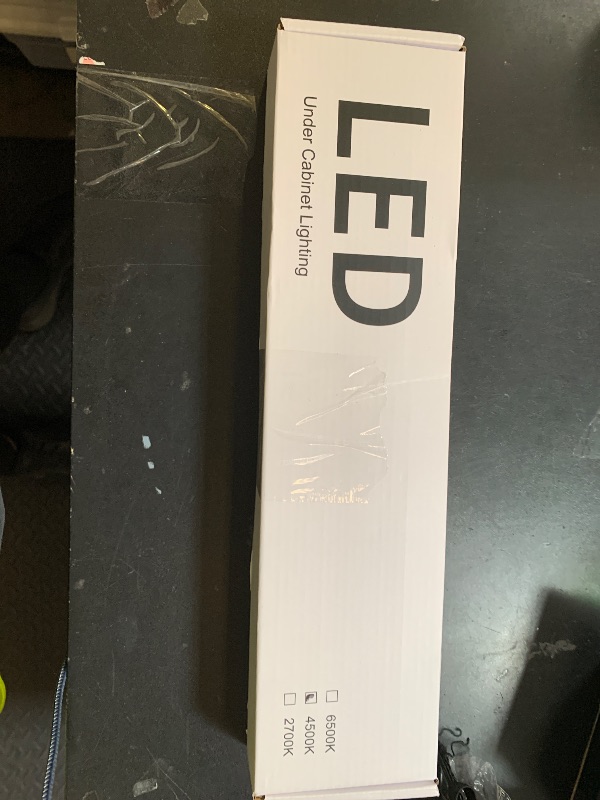 LED
Under Cabinet Lighting
6500K
4500K
2700K